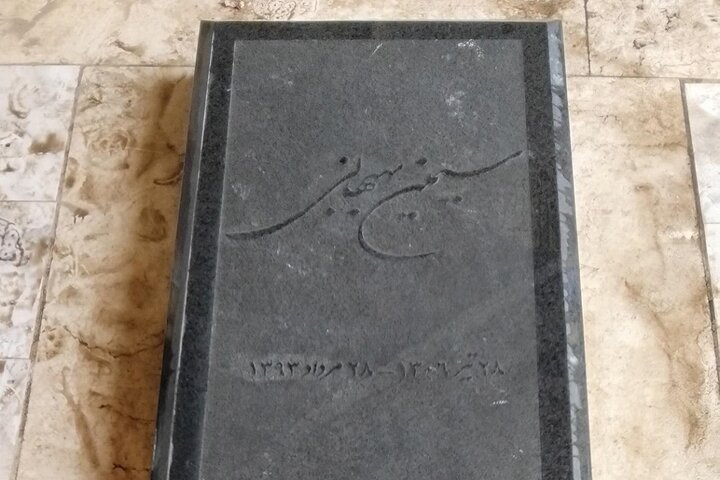 سیمین بهبهانی
۲۸ تیر ۱۳۰۶ – ۲۸ مرداد ۱۳۹۳